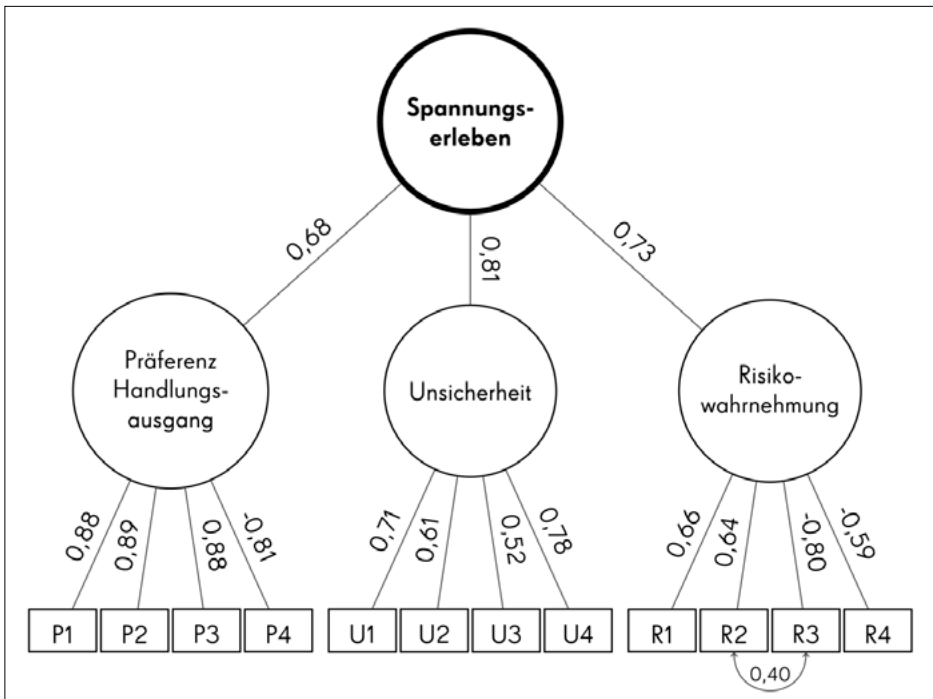 Spannungs-
erleben
0,68
0,81
0,73
Präferenz
Handlungs-
ausgang
Unsicherheit
Risiko-
wahrnehmung
0,88
0,89
0,88
-0,81
0,71
0,61
0,52
0,78
0,66
0,64
-0,80
-0,59
P1
P2
P3
P4
U1
U2
U3
U4
R1
R2
R3
R4
0,40